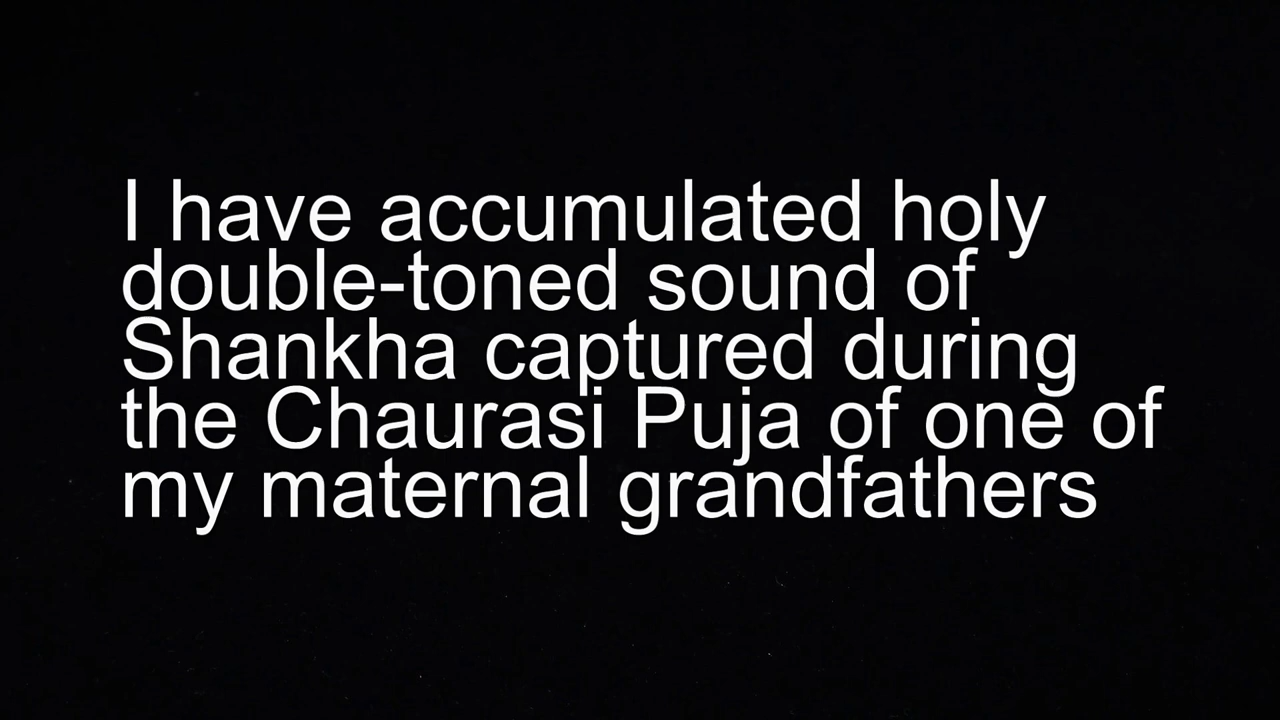 I have accumulated holy
double-toned sound of
Shankha captured during
the Chaurasi Puja of one of
my maternal grandfathers